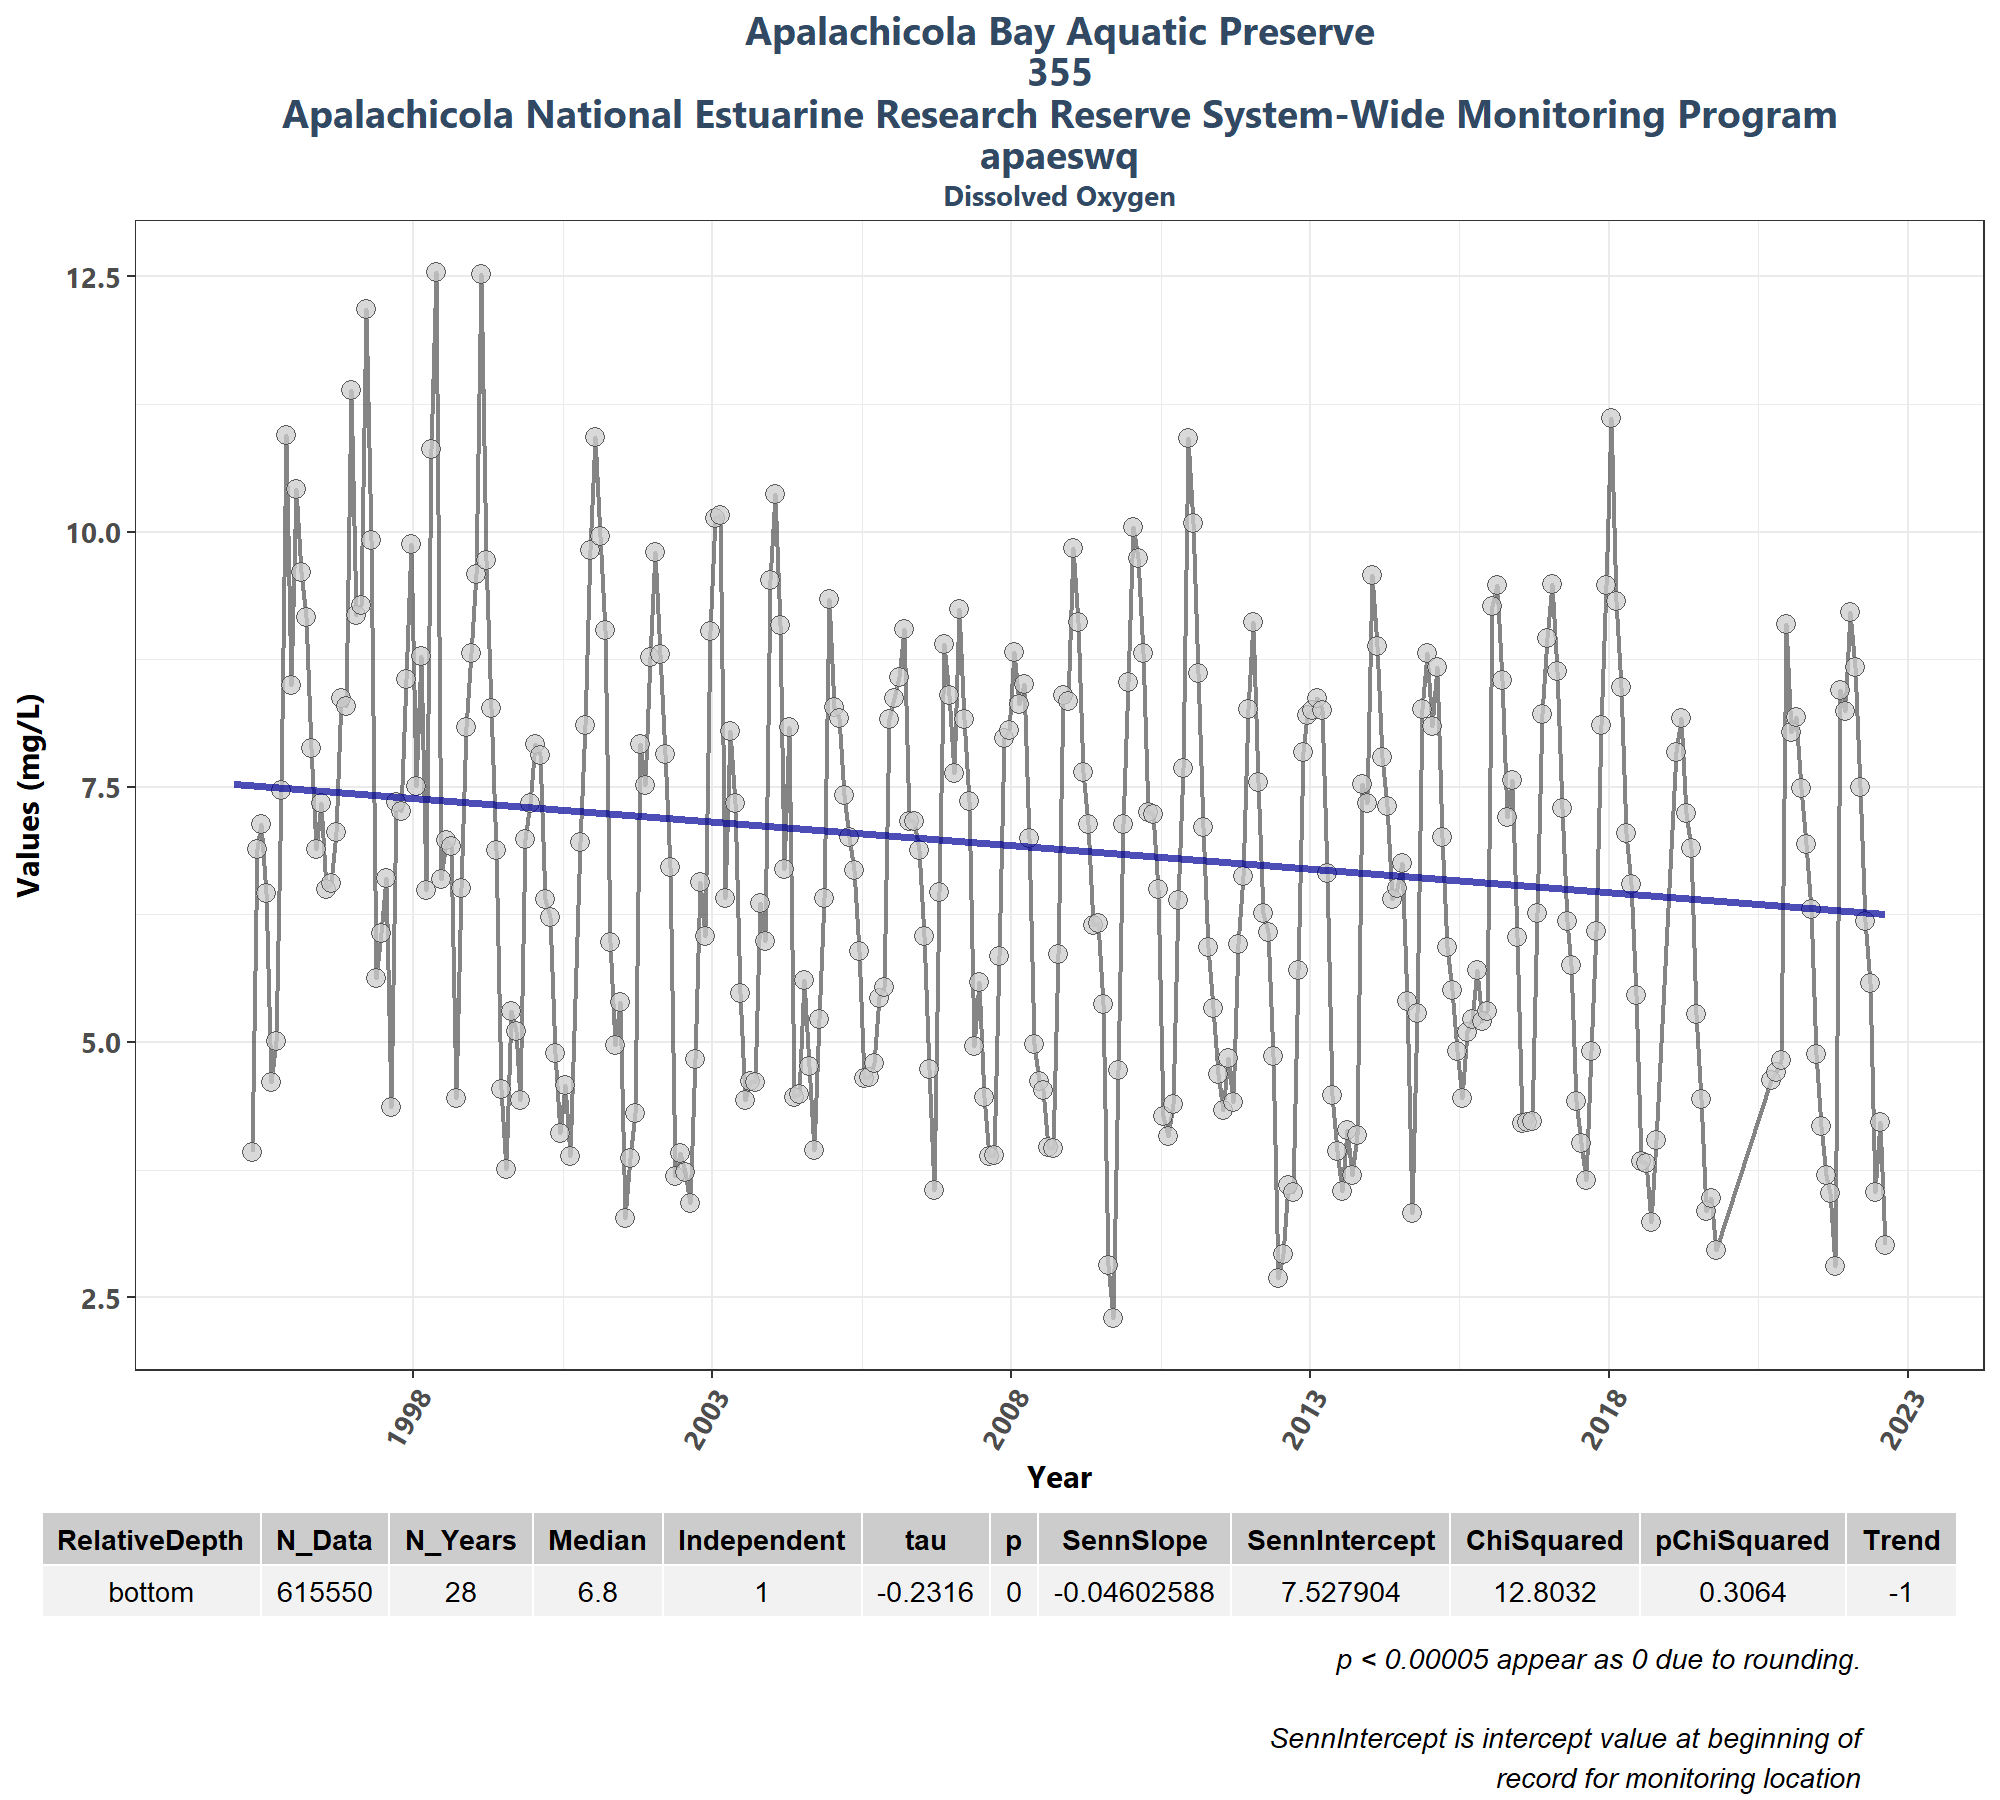 Apalachicola Bay Aquatic Preserve
355
Apalachicola National Estuarine Research Reserve System-Wide Monitoring Program
apaeswq
Dissolved Oxygen
12.5
10.0
7.5
5.0
2.5
Values (mg/L)
1998 2003 2008 2013 2018 2023
Year
RelativeDepth N_Data N_Years Median Independent tau p SennSlope SennIntercept ChiSquared pChiSquared Trend
bottom 615550 28 6.8 1 -0.2316 0 -0.04602588 7.527904 12.8032 0.3064 -1
p < 0.00005 appear as 0 due to rounding.
SennIntercept is intercept value at beginning of
record for monitoring location